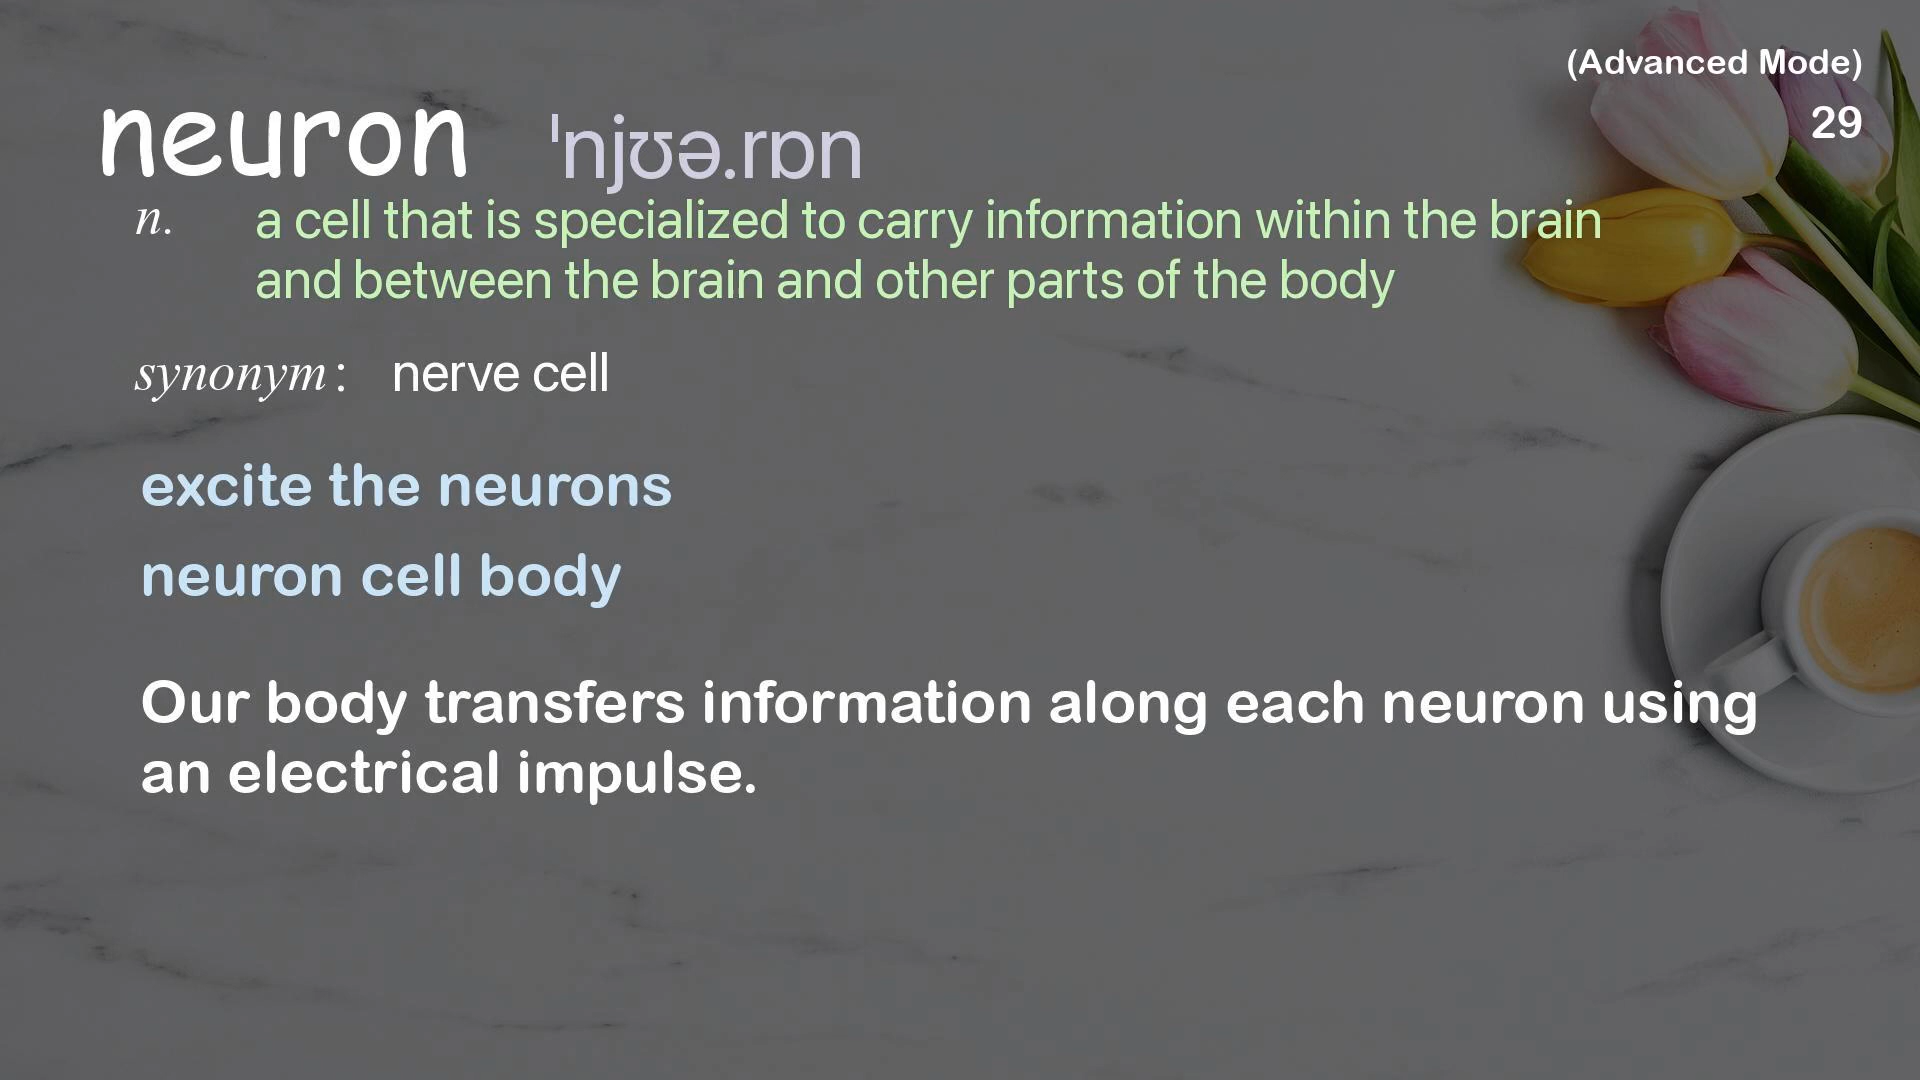 (Advanced Mode)
29
neuron ˈnjʊə.rɒn
n. a cell that is specialized to carry information within the brain
and between the brain and other parts of the body
synonym: nerve cell
excite the neurons
neuron cell body
Our body transfers information along each neuron using
an electrical impulse.